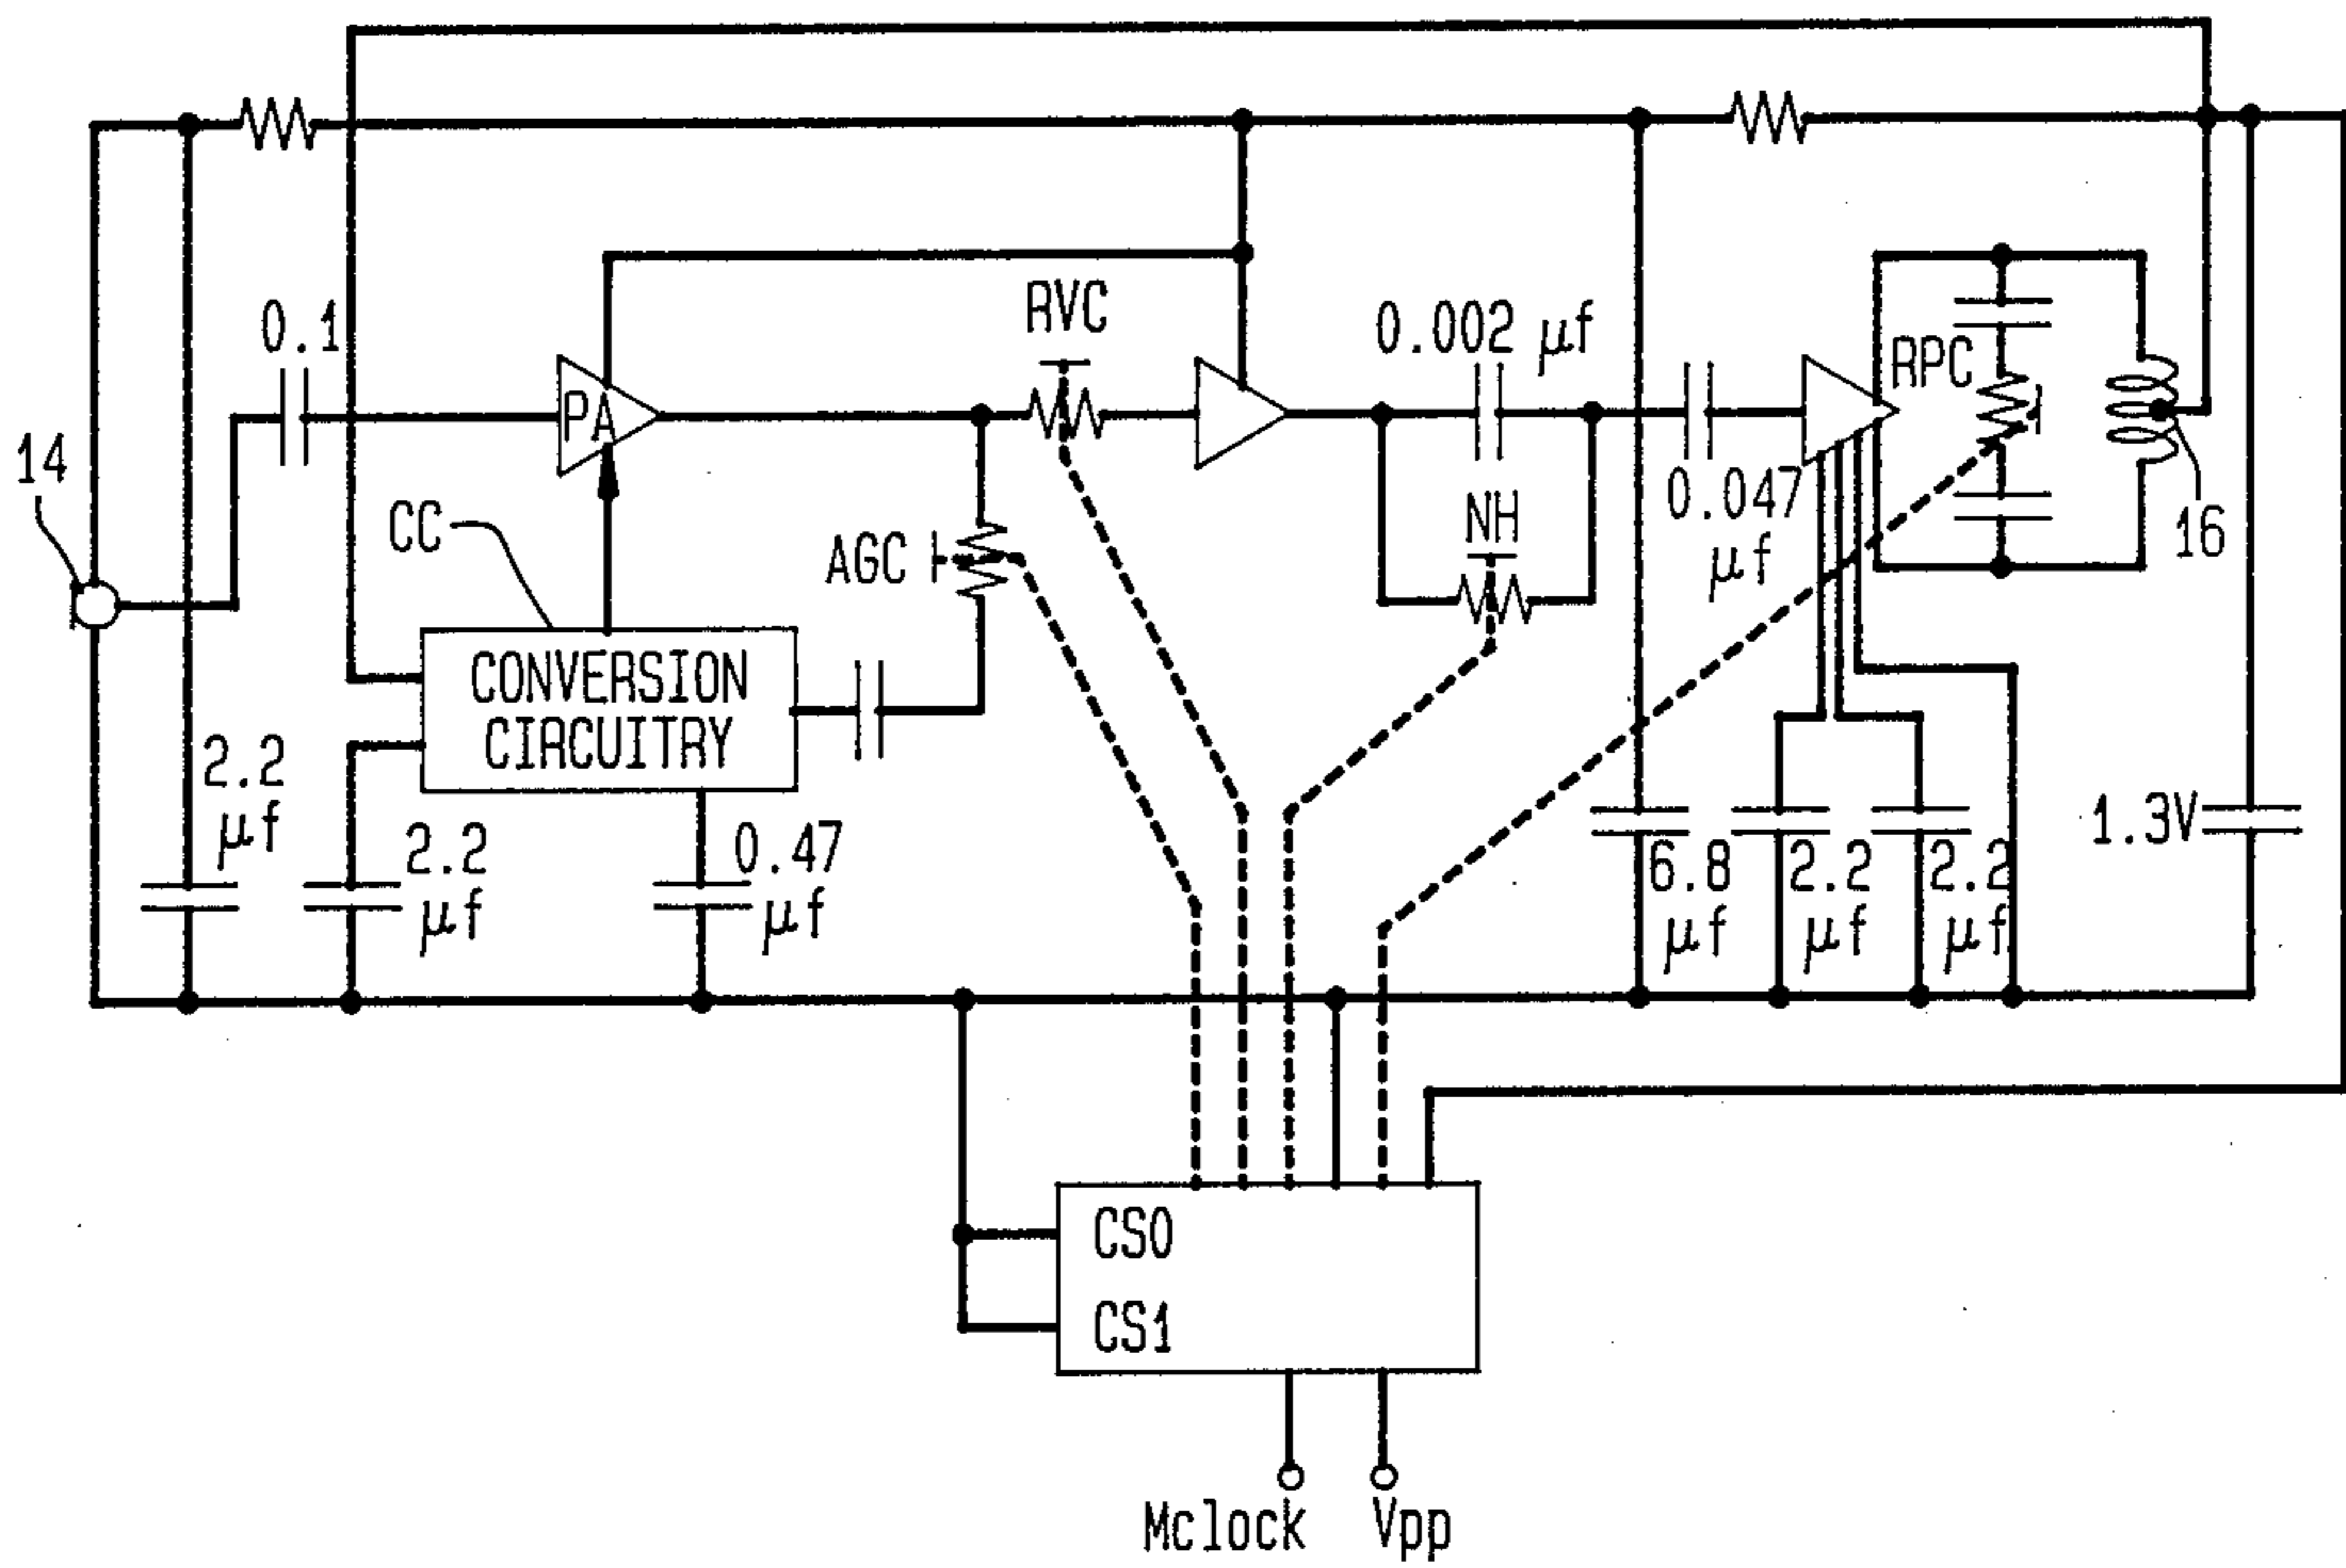 RVC
0.1
0.002 μf
RPC
PA
14
0.047
μf
NH
CC
AGC
16
CONVERSION
CIRCUITRY
2.2
μf
2.2
μf
0.47
μf
1.3V
6.8
μf
2.2
μf
2.2
μf
CS0
CS1
Mclock
Vpp